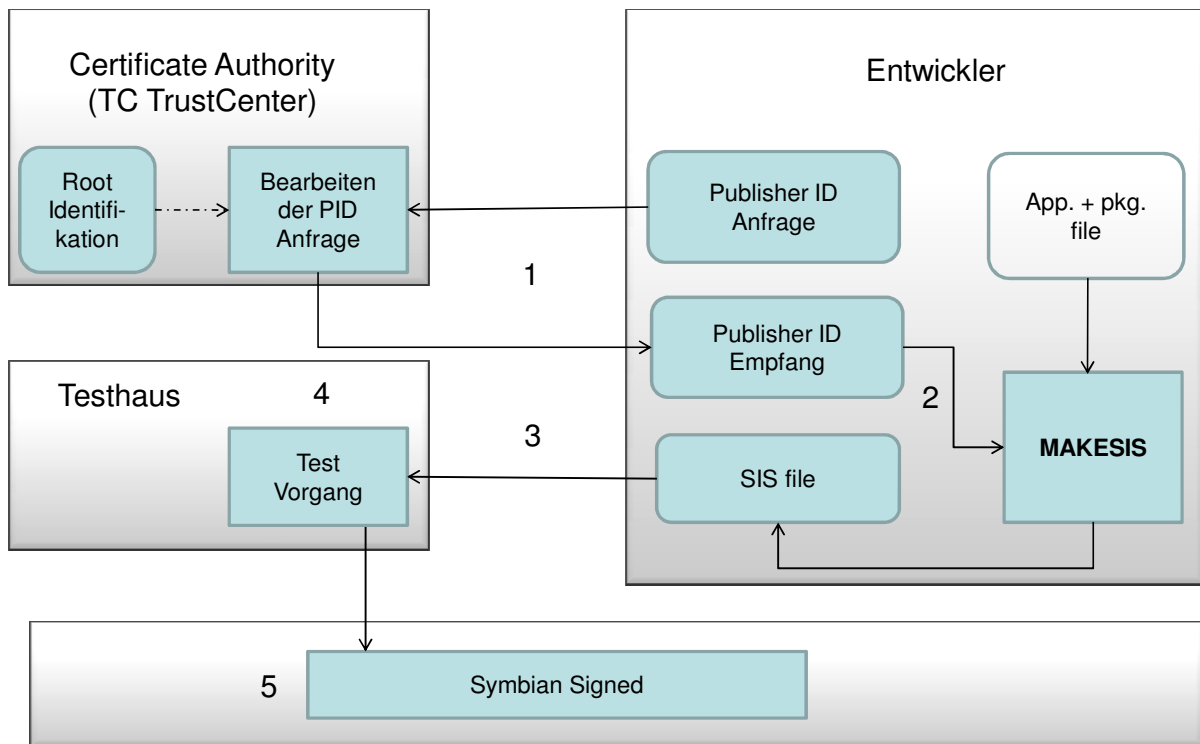 Certificate Authority
(TC TrustCenter)
Root
Identifi-
kation
Bearbeiten
der PID
Anfrage
Entwickler
Publisher ID
Anfrage
App. + pkg.
file
1
Publisher ID
Empfang
2
MAKESIS
Testhaus
4
3
Test
Vorgang
SIS file
5
Symbian Signed